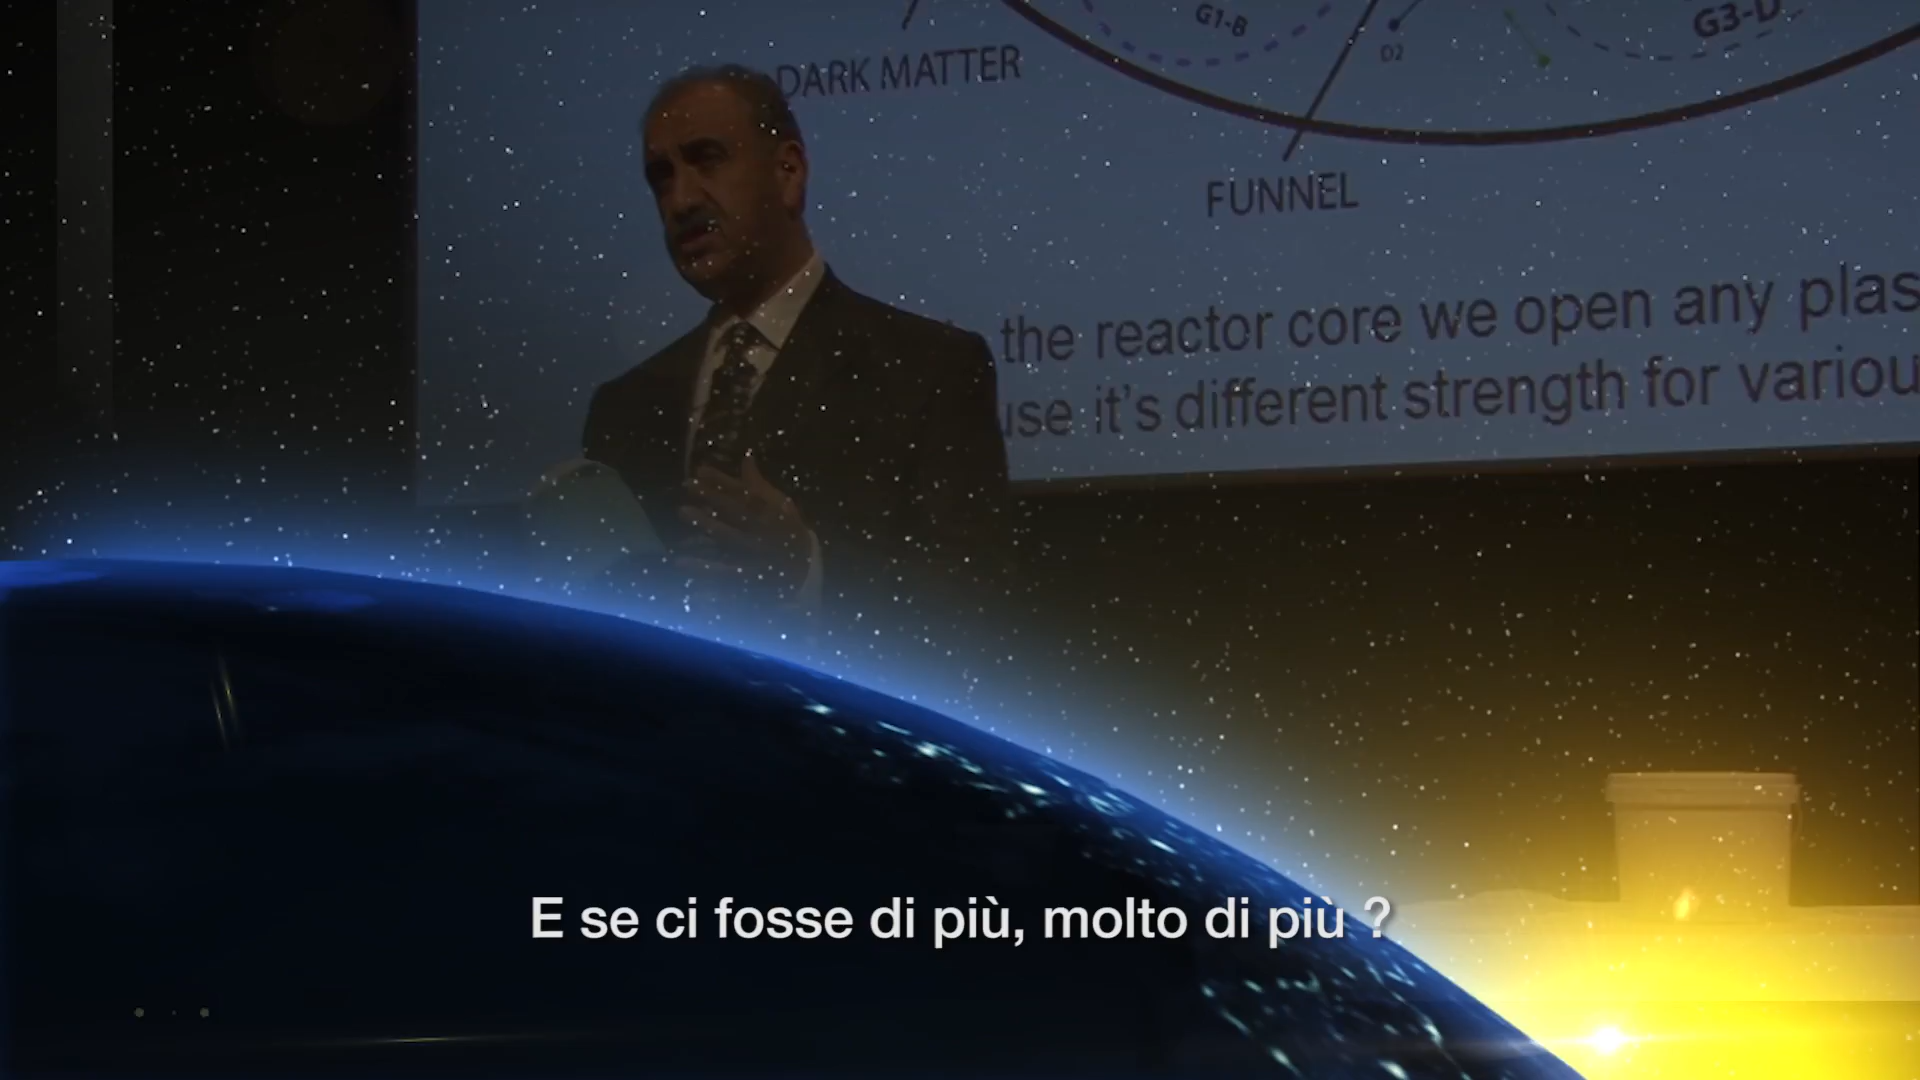 G1-B
G3-D
D2
DARK MATTER
FUNNEL
the reactor core we open any plas
use it's different strength for variou
E se ci fosse di più, molto di più ?